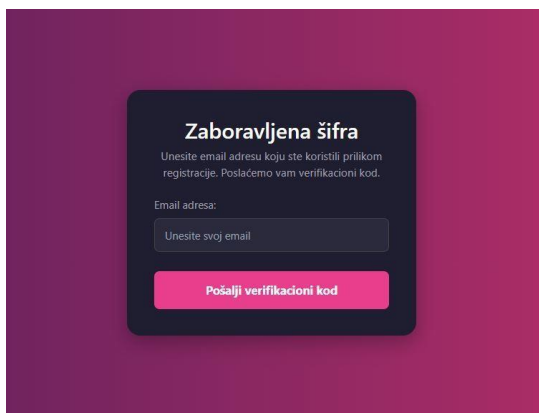 Zaboravljena šifra
Unesite email adresu koju ste koristili prilikom
registracije. Poslaćemo vam verifikacioni kod.
Email adresa:
Unesite svoj email
Pošalji verifikacioni kod